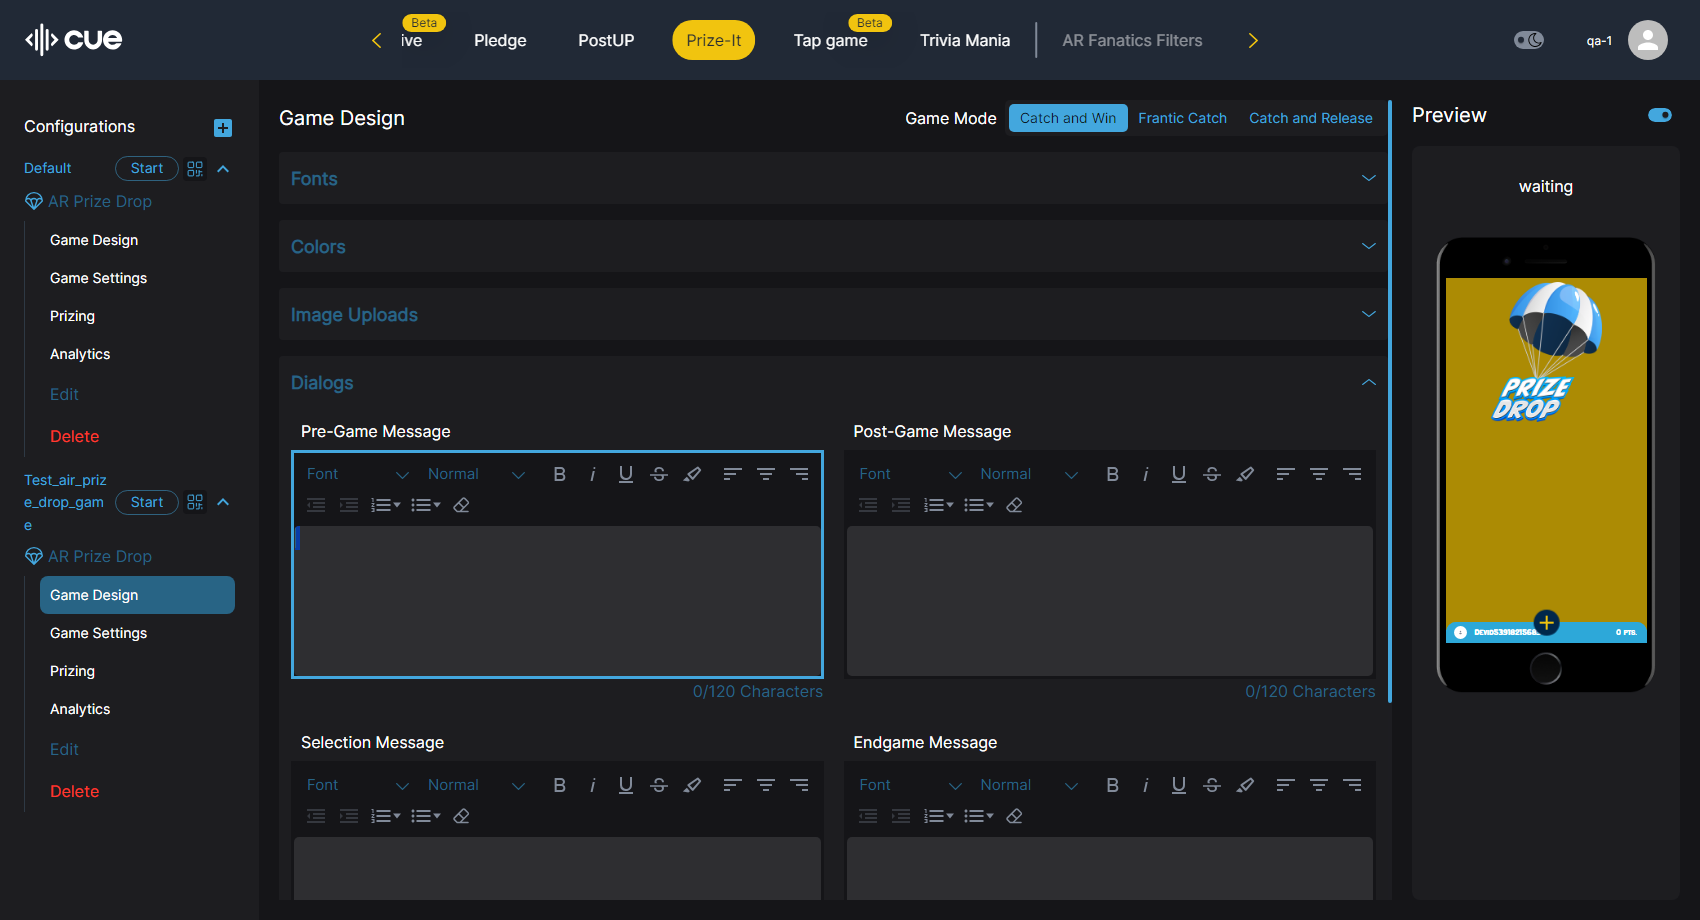 cue
Beta
ive
Pledge
PostUP
Prize-It
Beta
Tap game
Trivia Mania
AR Fanatics Filters
qa-1
Configurations
Default
Start
AR Prize Drop
Game Design
Game Settings
Prizing
Analytics
Edit
Delete
Test_air_priz
e_drop_gam
e
Start
AR Prize Drop
Game Design
Game Settings
Prizing
Analytics
Edit
Delete
Game Design
Game Mode
Catch and Win
Frantic Catch
Catch and Release
Fonts
Colors
Image Uploads
Dialogs
Pre-Game Message
Font
Normal
0/120 Characters
Post-Game Message
Font
Normal
0/120 Characters
Selection Message
Font
Normal
Endgame Message
Font
Normal
Preview
waiting
PRIZE
DROP
0 PTS.